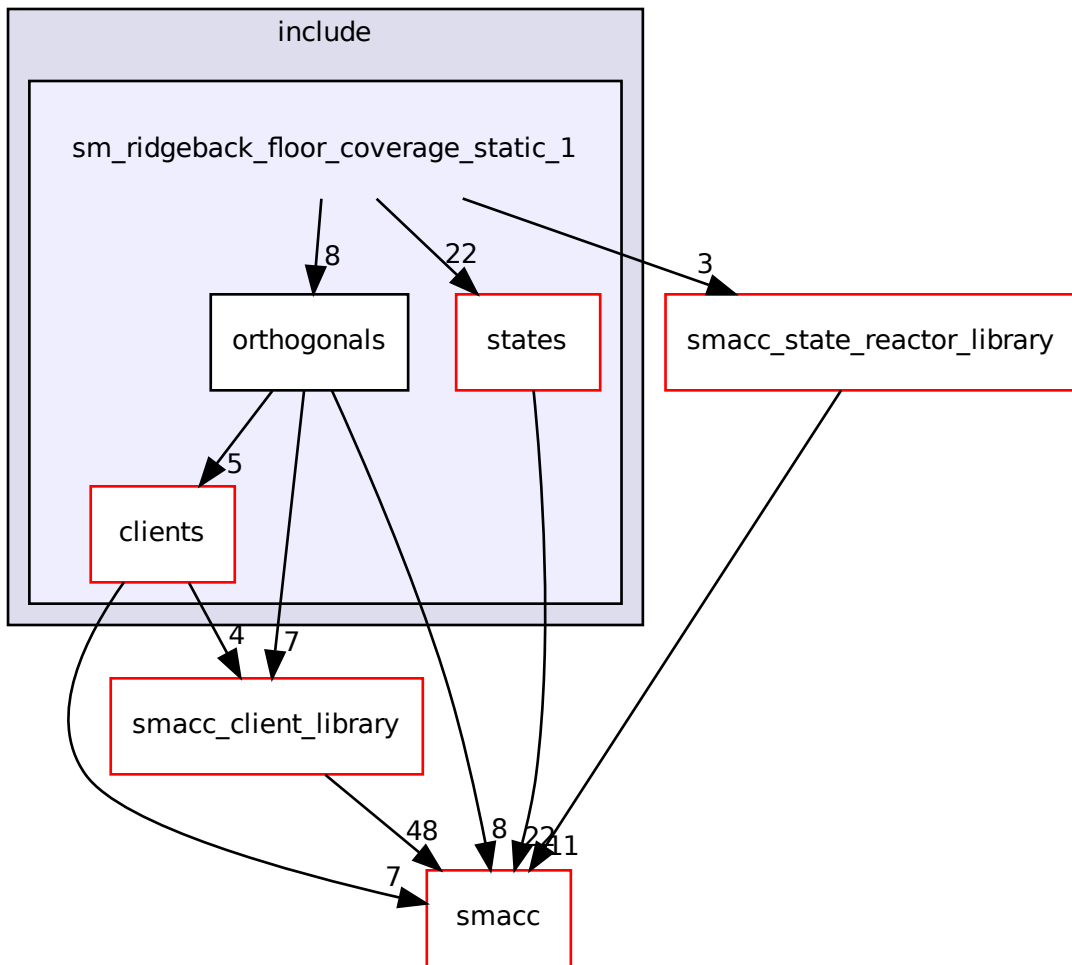 include
sm_ridgeback_floor_coverage_static_1
8
22
3
orthogonals
states
smacc_state_reactor_library
5
clients
4
7
smacc_client_library
48
8
22
11
7
smacc